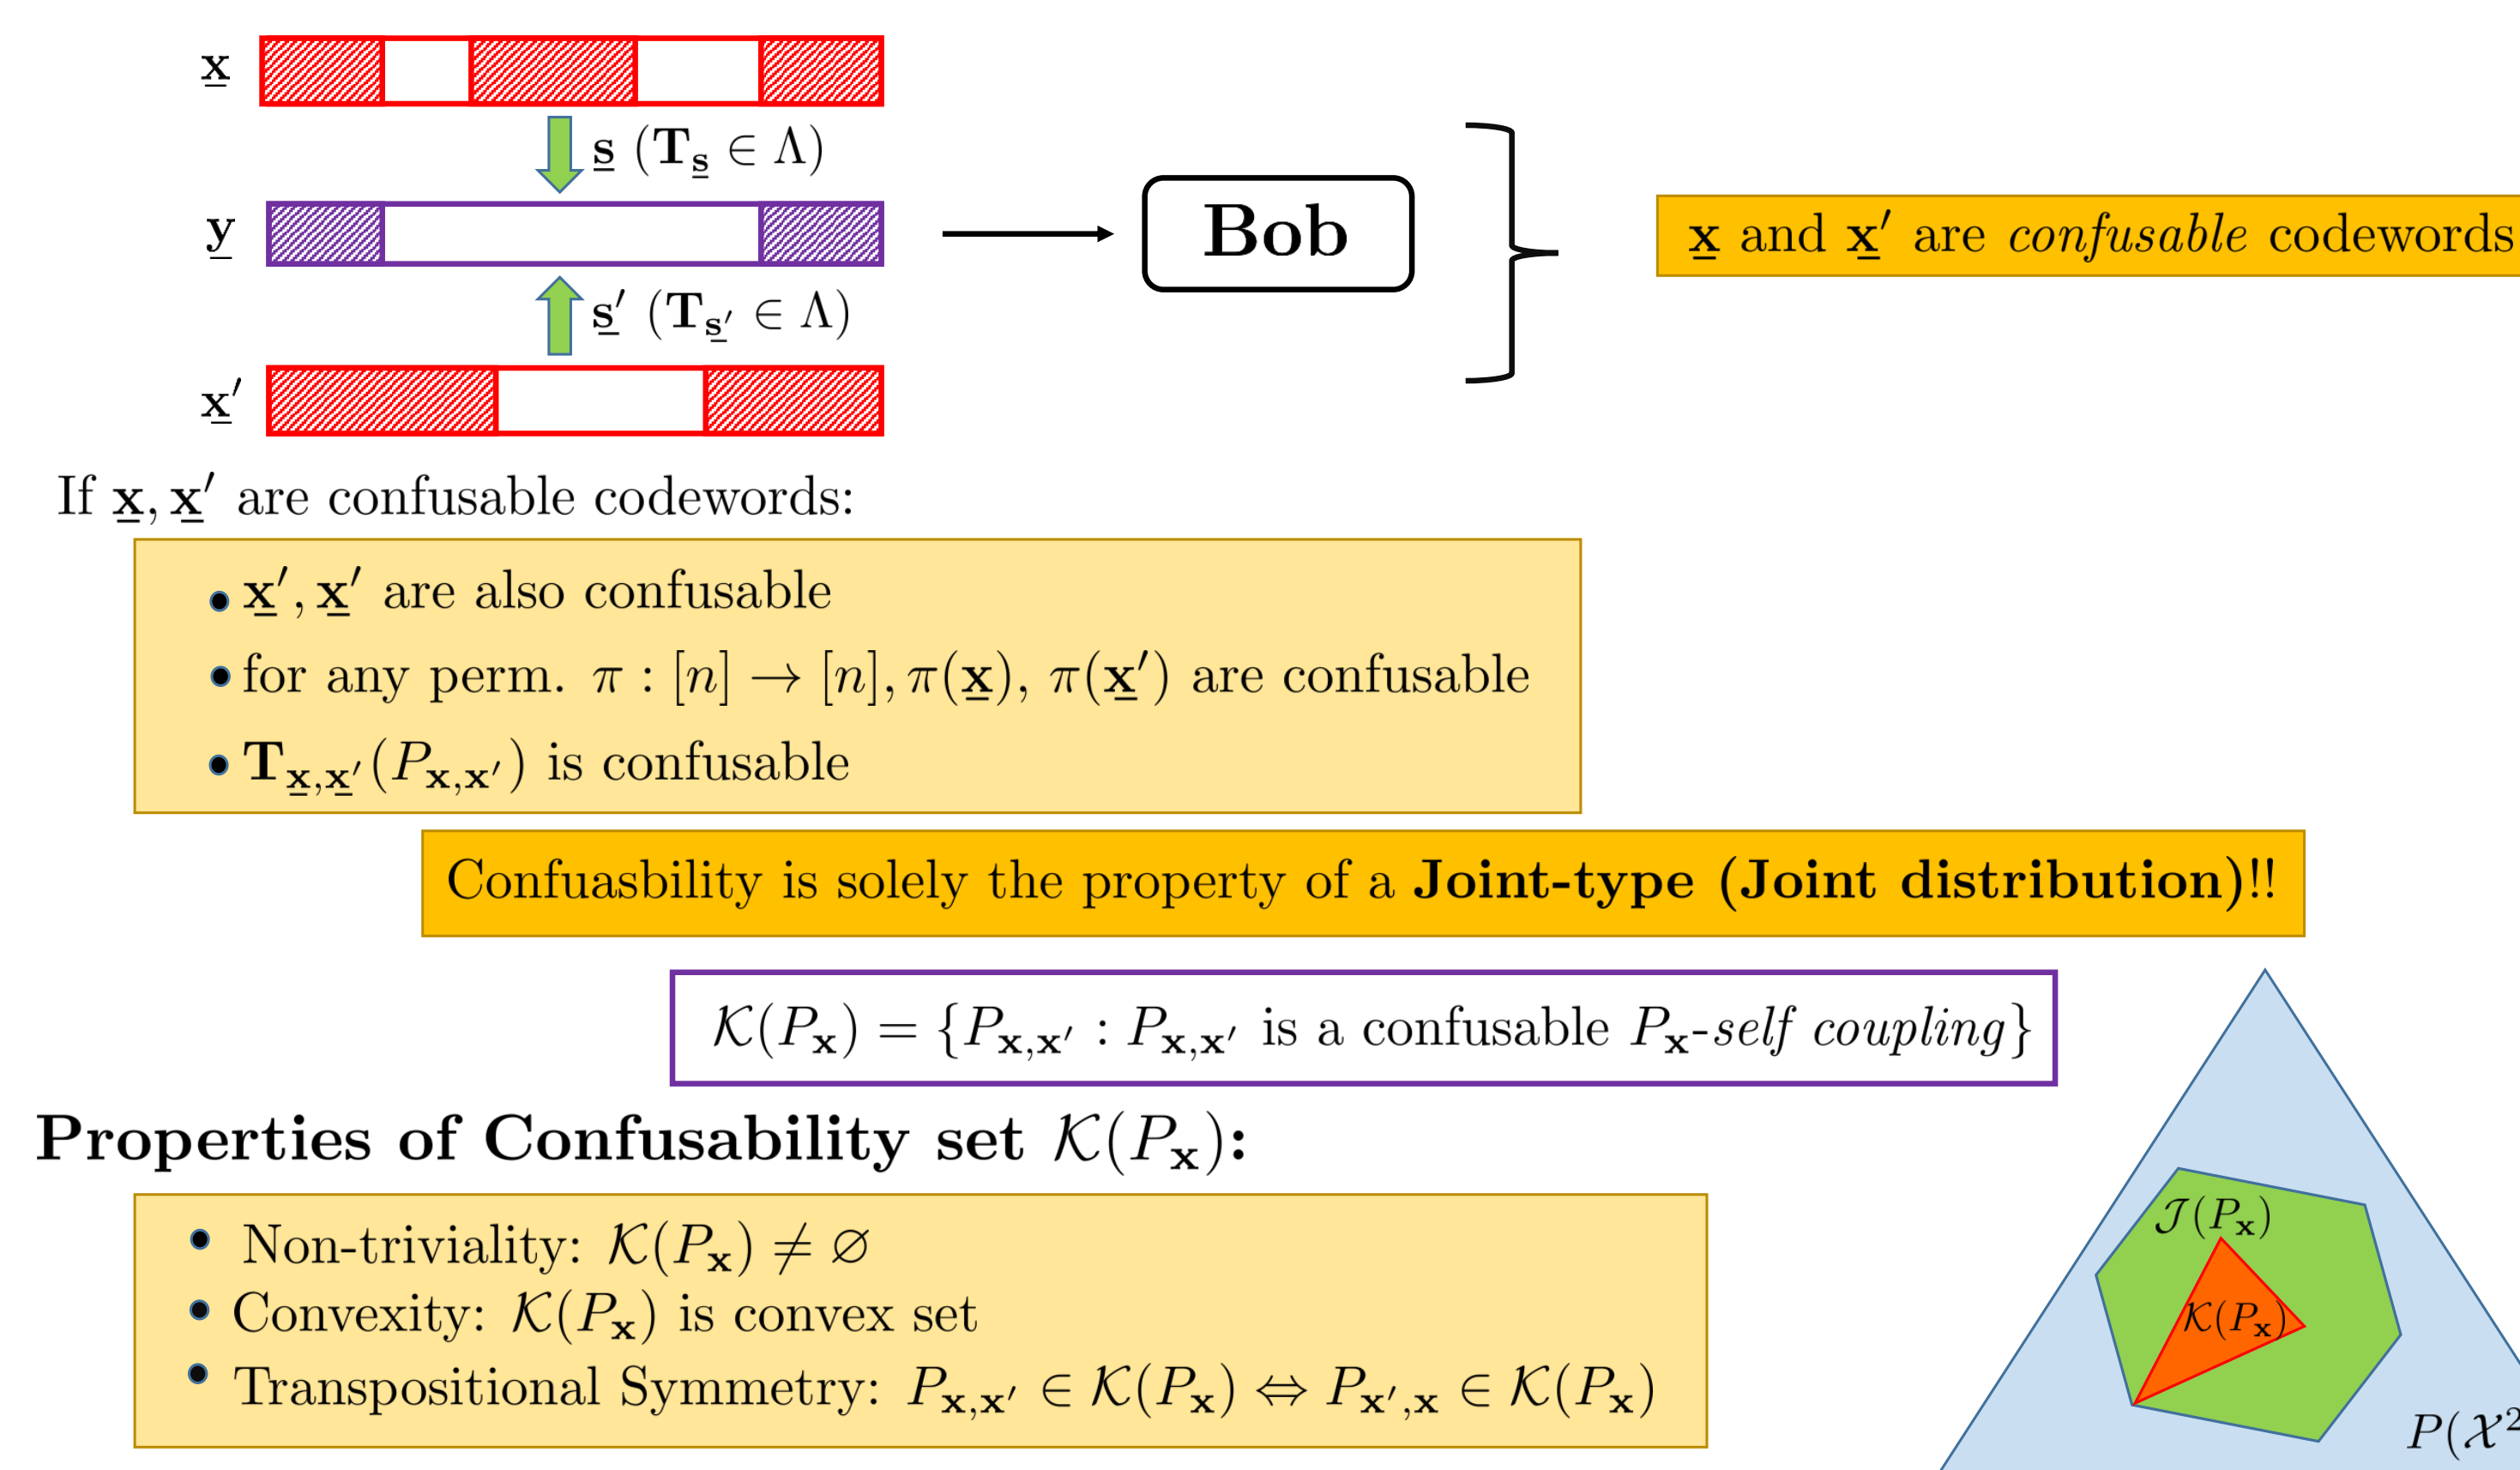 x̲
s̲ (T_s̲ ∈ Λ)
y̲
Bob
x̲ and x̲′ are confusable codewords
s̲′ (T_s̲′ ∈ Λ)
x̲′
If x̲, x̲′ are confusable codewords:
• x̲′, x̲′ are also confusable
• for any perm. π : [n] → [n], π(x̲), π(x̲′) are confusable
• T_x̲,x̲′(P_x,x′) is confusable
Confuasbility is solely the property of a Joint-type (Joint distribution)!!
𝒦(P_x) = {P_x,x′ : P_x,x′ is a confusable P_x-self coupling}
Properties of Confusability set 𝒦(P_x):
• Non-triviality: 𝒦(P_x) ≠ ∅
• Convexity: 𝒦(P_x) is convex set
• Transpositional Symmetry: P_x,x′ ∈ 𝒦(P_x) ⇔ P_x′,x ∈ 𝒦(P_x)
𝒥(P_x)
𝒦(P_x)
P(𝒳²